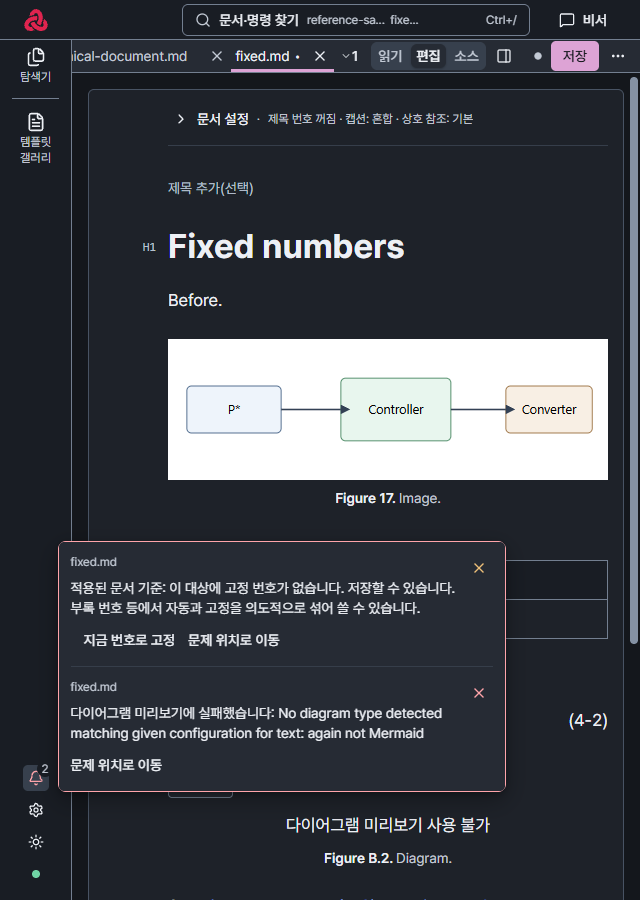 문서·명령 찾기 reference-sa... fixe... Ctrl+/
비서
탐색기
템플릿
갤러리
ical-document.md
fixed.md •
1
읽기 편집 소스
저장
문서 설정 · 제목 번호 꺼짐 · 캡션: 혼합 · 상호 참조: 기본
제목 추가(선택)
H1 Fixed numbers
Before.
P* Controller Converter
Figure 17. Image.
fixed.md
적용된 문서 기준: 이 대상에 고정 번호가 없습니다. 저장할 수 있습니다.
부록 번호 등에서 자동과 고정을 의도적으로 섞어 쓸 수 있습니다.
지금 번호로 고정 문제 위치로 이동
fixed.md
다이어그램 미리보기에 실패했습니다: No diagram type detected
matching given configuration for text: again not Mermaid
문제 위치로 이동
(4-2)
2
다이어그램 미리보기 사용 불가
Figure B.2. Diagram.